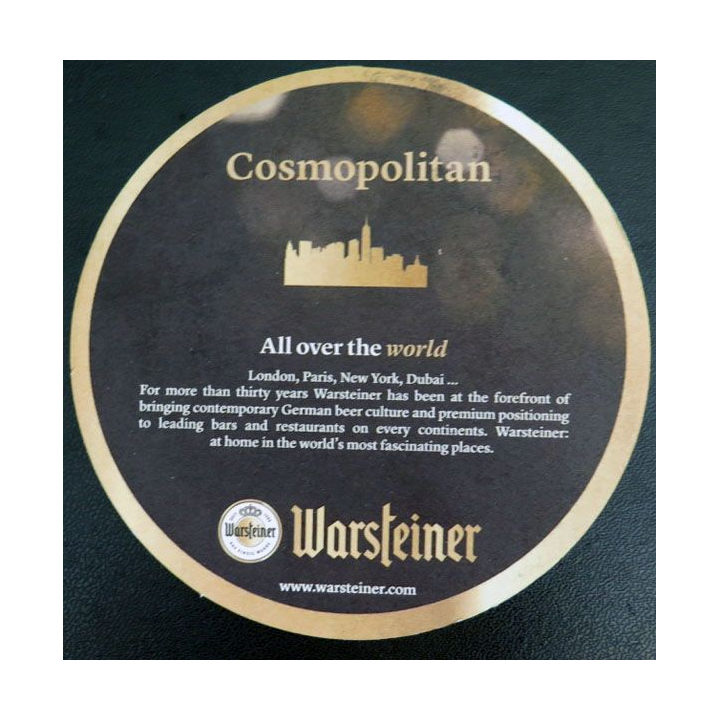 Cosmopolitan
All over the world
London, Paris, New York, Dubai ...
For more than thirty years Warsteiner has been at the forefront of
bringing contemporary German beer culture and premium positioning
to leading bars and restaurants on every continents. Warsteiner:
at home in the world's most fascinating places.
Warsteiner
Warsteiner
www.warsteiner.com